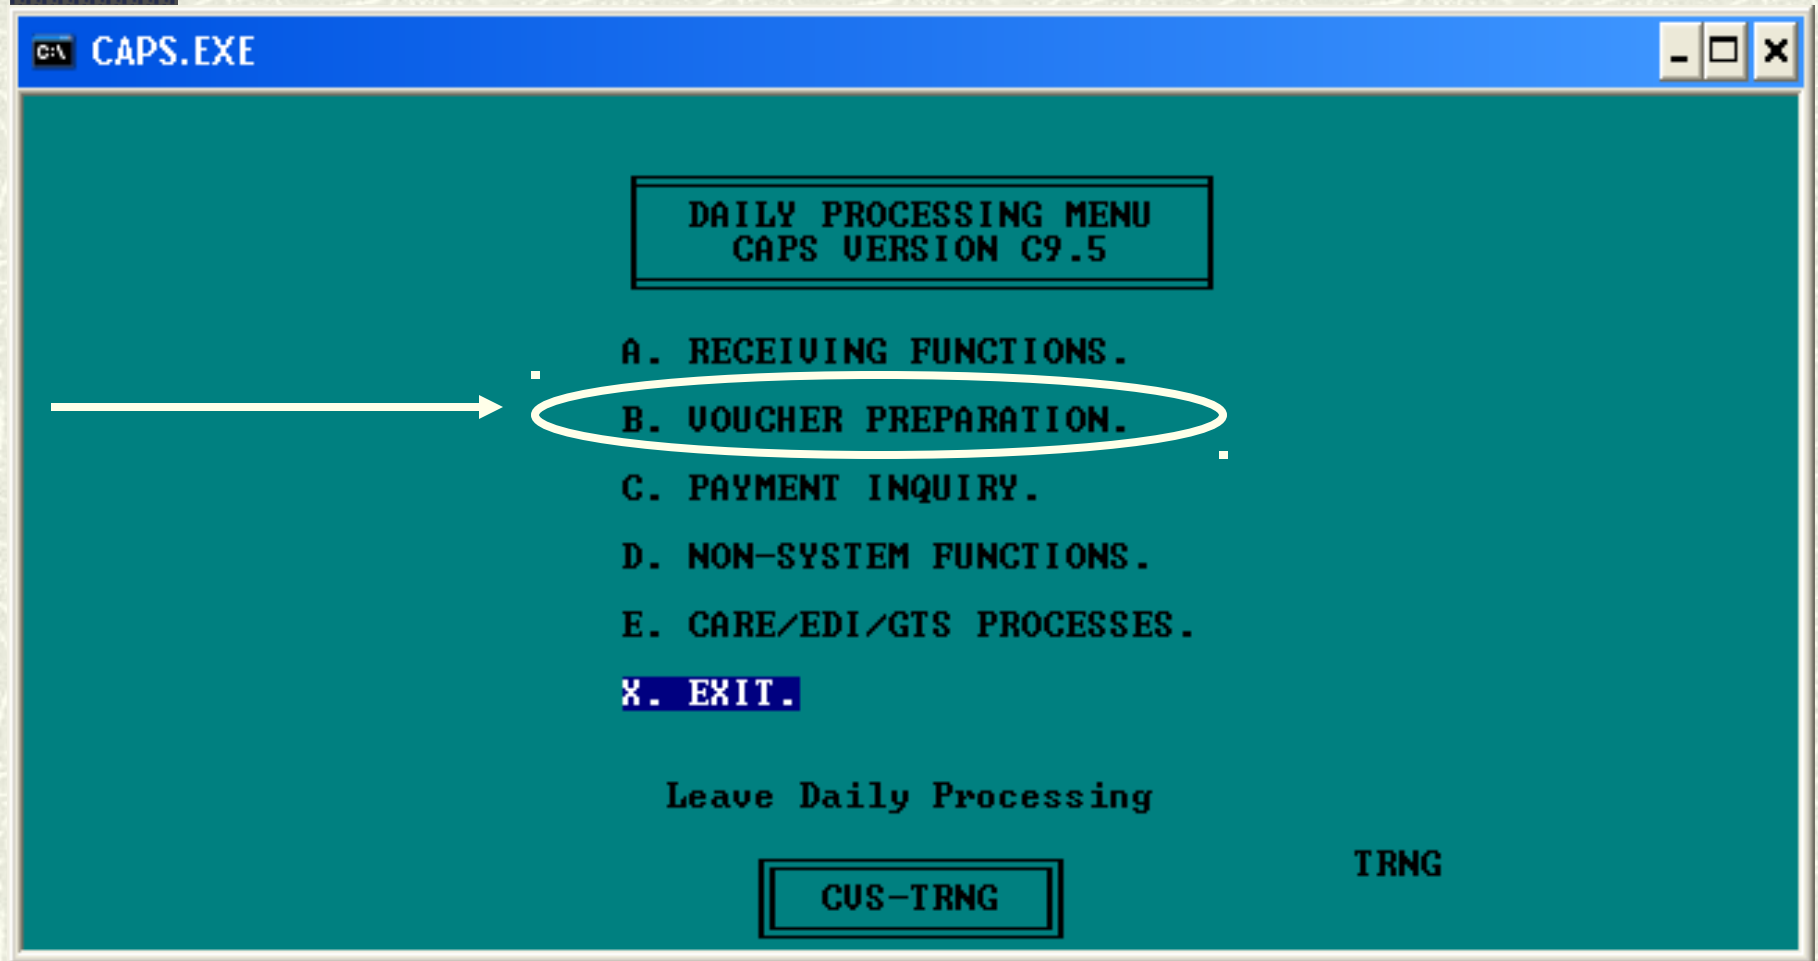 C:\ CAPS.EXE
DAILY PROCESSING MENU
CAPS VERSION C9.5
A. RECEIVING FUNCTIONS.
B. VOUCHER PREPARATION.
C. PAYMENT INQUIRY.
D. NON-SYSTEM FUNCTIONS.
E. CARE/EDI/GTS PROCESSES.
X. EXIT.
Leave Daily Processing
TRNG
CVS-TRNG